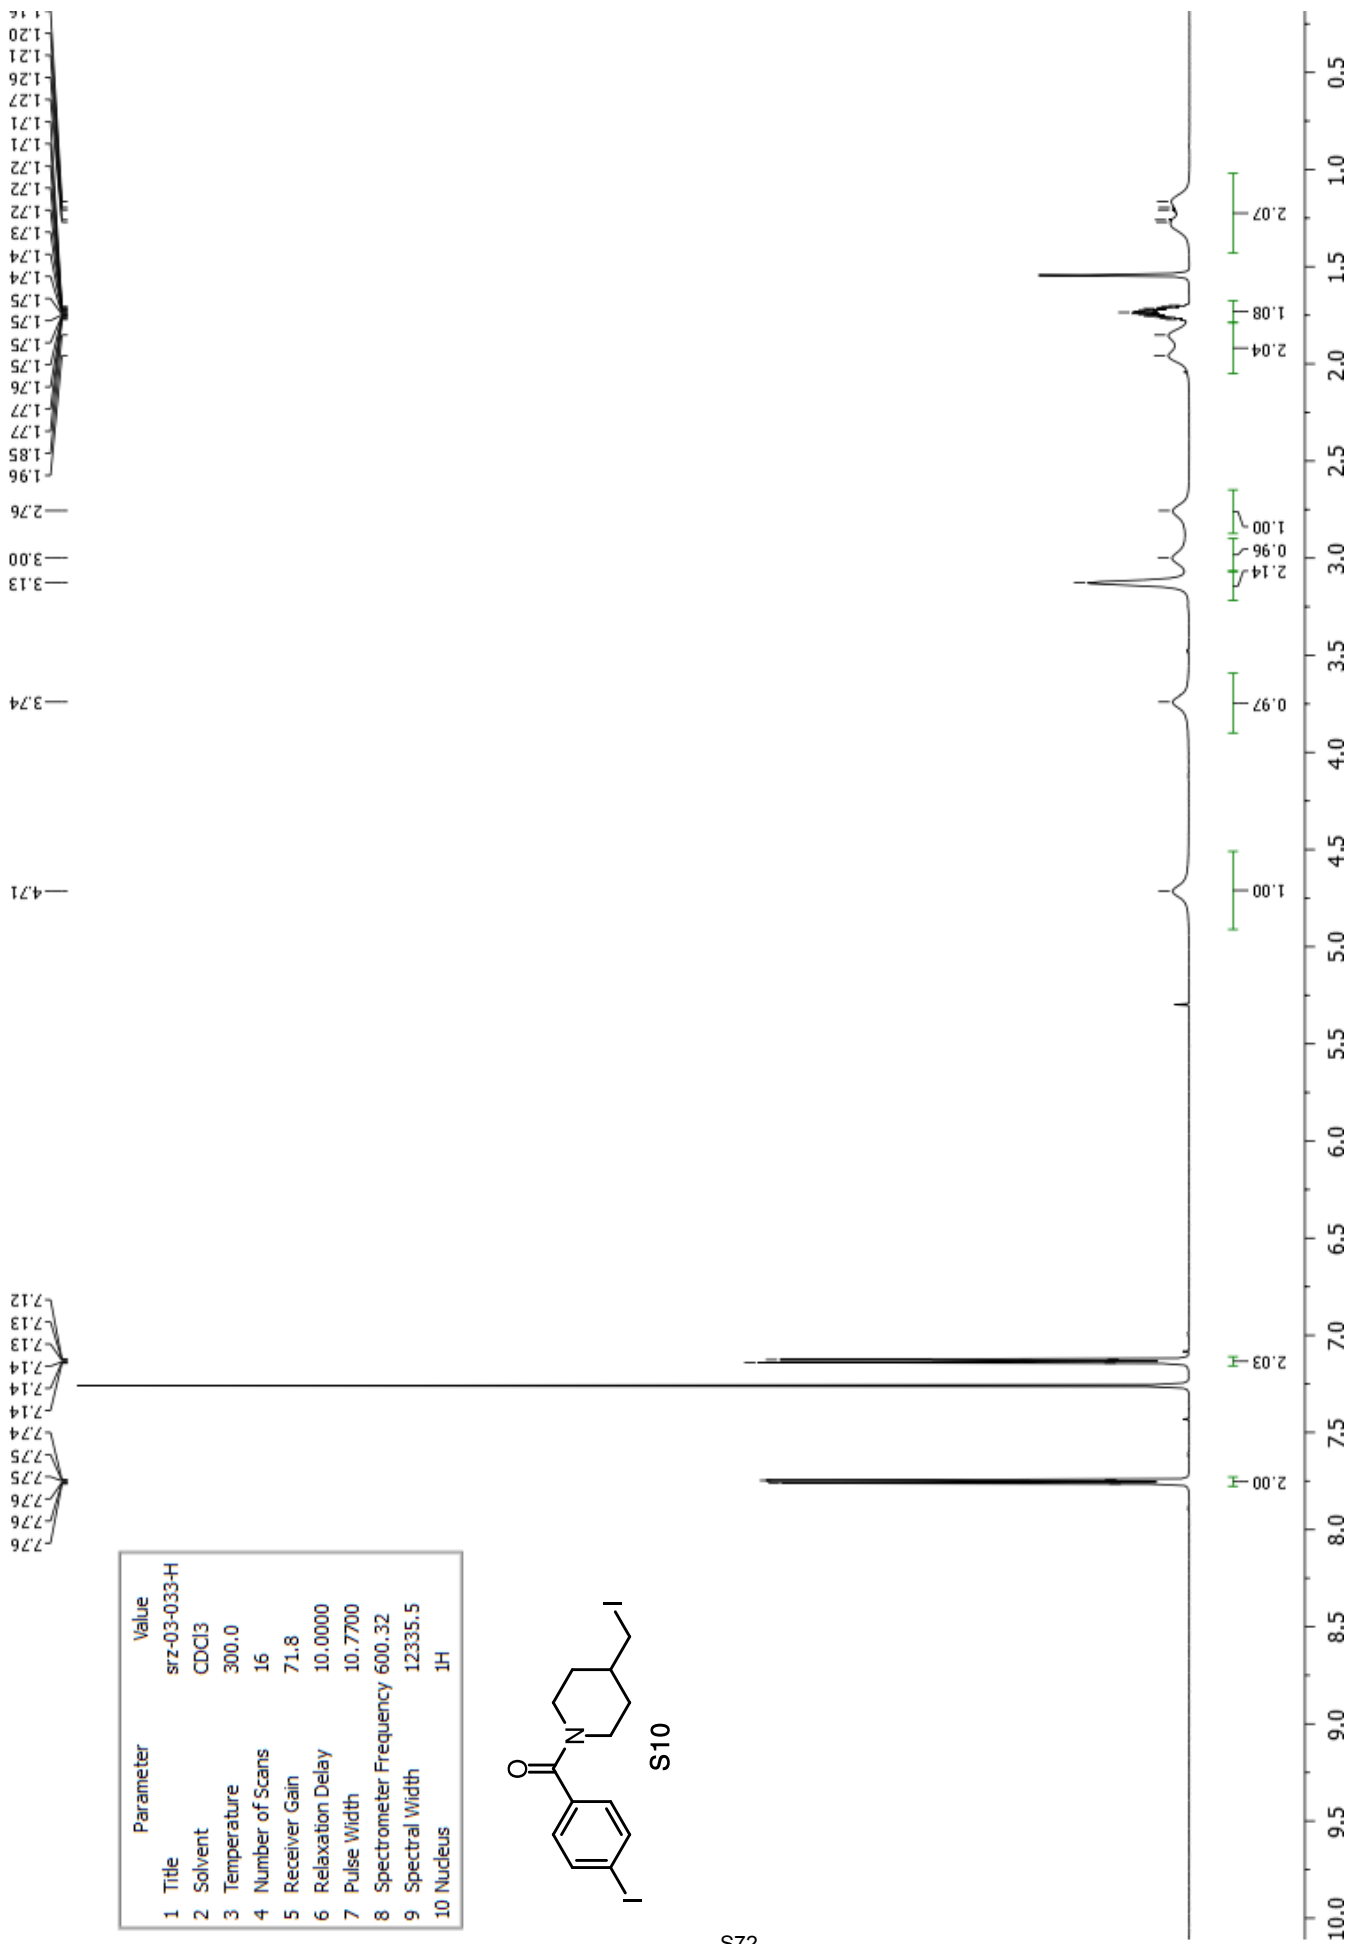 7.76
7.76
7.76
7.75
7.75
7.74
7.14
7.14
7.14
7.13
7.13
7.12
4.71
3.74
3.13
3.00
2.76
1.96
1.85
1.77
1.77
1.76
1.75
1.75
1.75
1.75
1.74
1.74
1.73
1.72
1.72
1.72
1.71
1.71
1.27
1.26
1.21
1.20
1.16
Parameter Value
1 Title srz-03-033-H
2 Solvent CDCl3
3 Temperature 300.0
4 Number of Scans 16
5 Receiver Gain 71.8
6 Relaxation Delay 10.0000
7 Pulse Width 10.7700
8 Spectrometer Frequency 600.32
9 Spectral Width 12335.5
10 Nucleus 1H
O
N
I
I
S10
2.00
2.03
1.00
0.97
2.14
0.96
1.00
2.04
1.08
2.07
10.0 9.5 9.0 8.5 8.0 7.5 7.0 6.5 6.0 5.5 5.0 4.5 4.0 3.5 3.0 2.5 2.0 1.5 1.0 0.5
S72